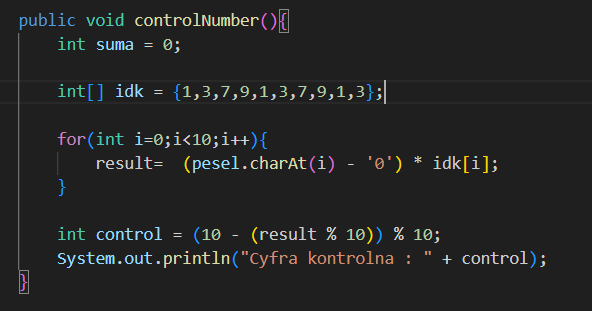 public void controlNumber(){
int suma = 0;
int[] idk = {1,3,7,9,1,3,7,9,1,3};
for(int i=0;i<10;i++){
result=  (pesel.charAt(i) - '0') * idk[i];
}
int control = (10 - (result % 10)) % 10;
System.out.println("Cyfra kontrolna : " + control);
}